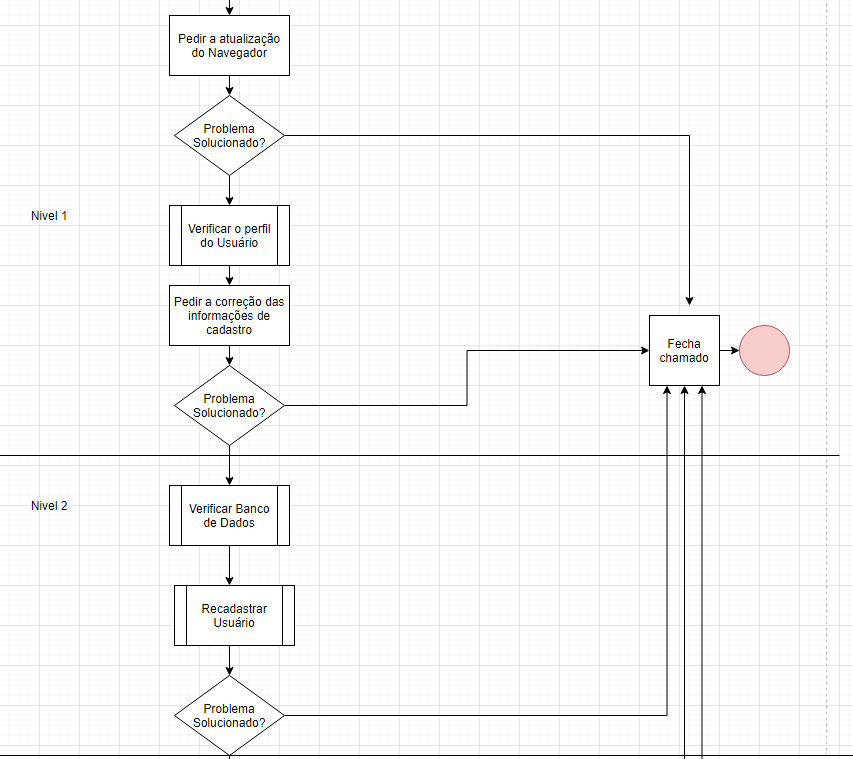 Pedir a atualização
do Navegador
Problema
Solucionado?
Nivel 1
Verificar o perfil
do Usuário
Pedir a correção das
informações de
cadastro
Fecha
chamado
Problema
Solucionado?
Nivel 2
Verificar Banco
de Dados
Recadastrar
Usuário
Problema
Solucionado?